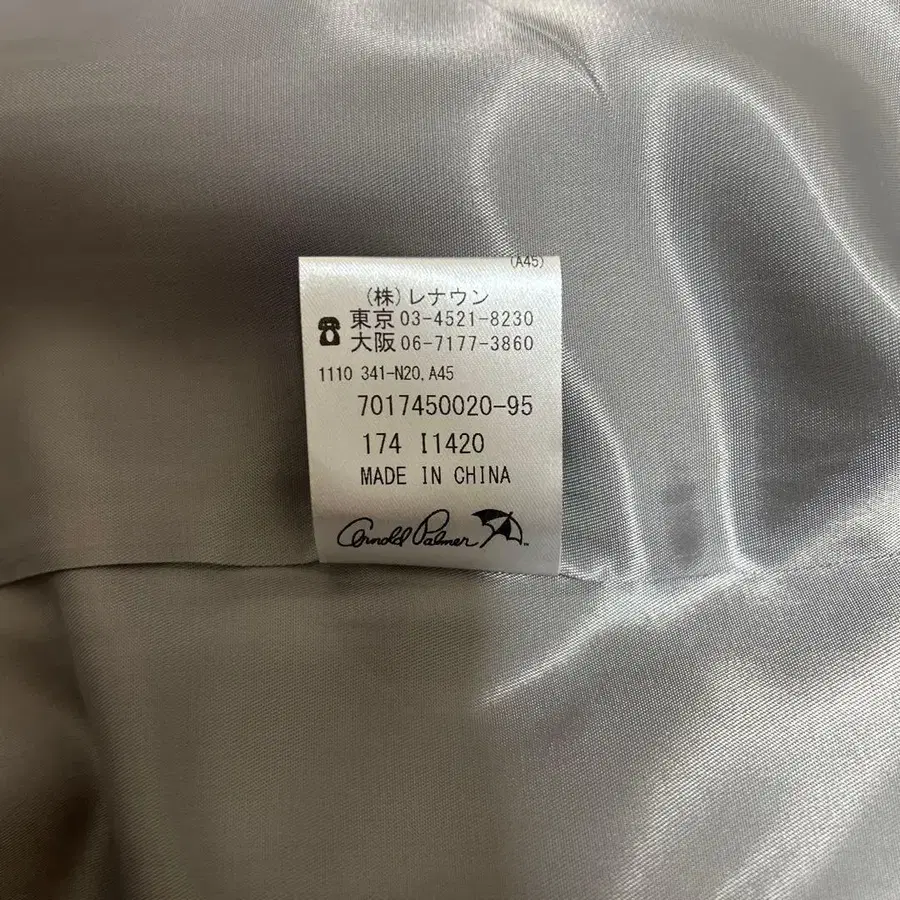 (A45)
(株)レナウン
東京 03-4521-8230
大阪 06-7177-3860
1110 341-N20,A45
7017450020-95
174 I1420
MADE IN CHINA
Arnold Palmer